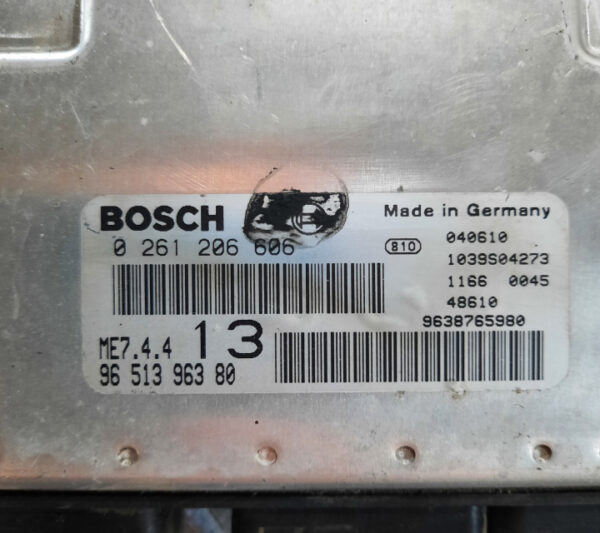 BOSCH
Made in Germany
0 261 206 606
810
040610
1039S04273
1166 0045
48610
9638765980
ME7.4.4 13
96 513 963 80